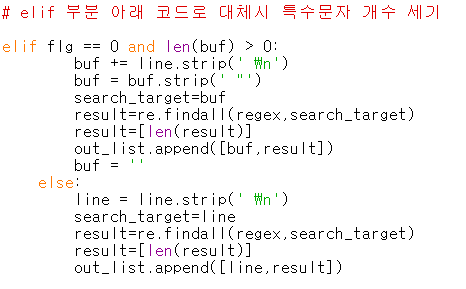 # elif 부분 아래 코드로 대체시 특수문자 개수 세기
elif flg == 0 and len(buf) > 0:
        buf += line.strip(' ₩n')
        buf = buf.strip(' "')
        search_target=buf
        result=re.findall(regex,search_target)
        result=[len(result)]
        out_list.append([buf,result])
        buf = ''
    else:
        line = line.strip(' ₩n')
        search_target=line
        result=re.findall(regex,search_target)
        result=[len(result)]
        out_list.append([line,result])